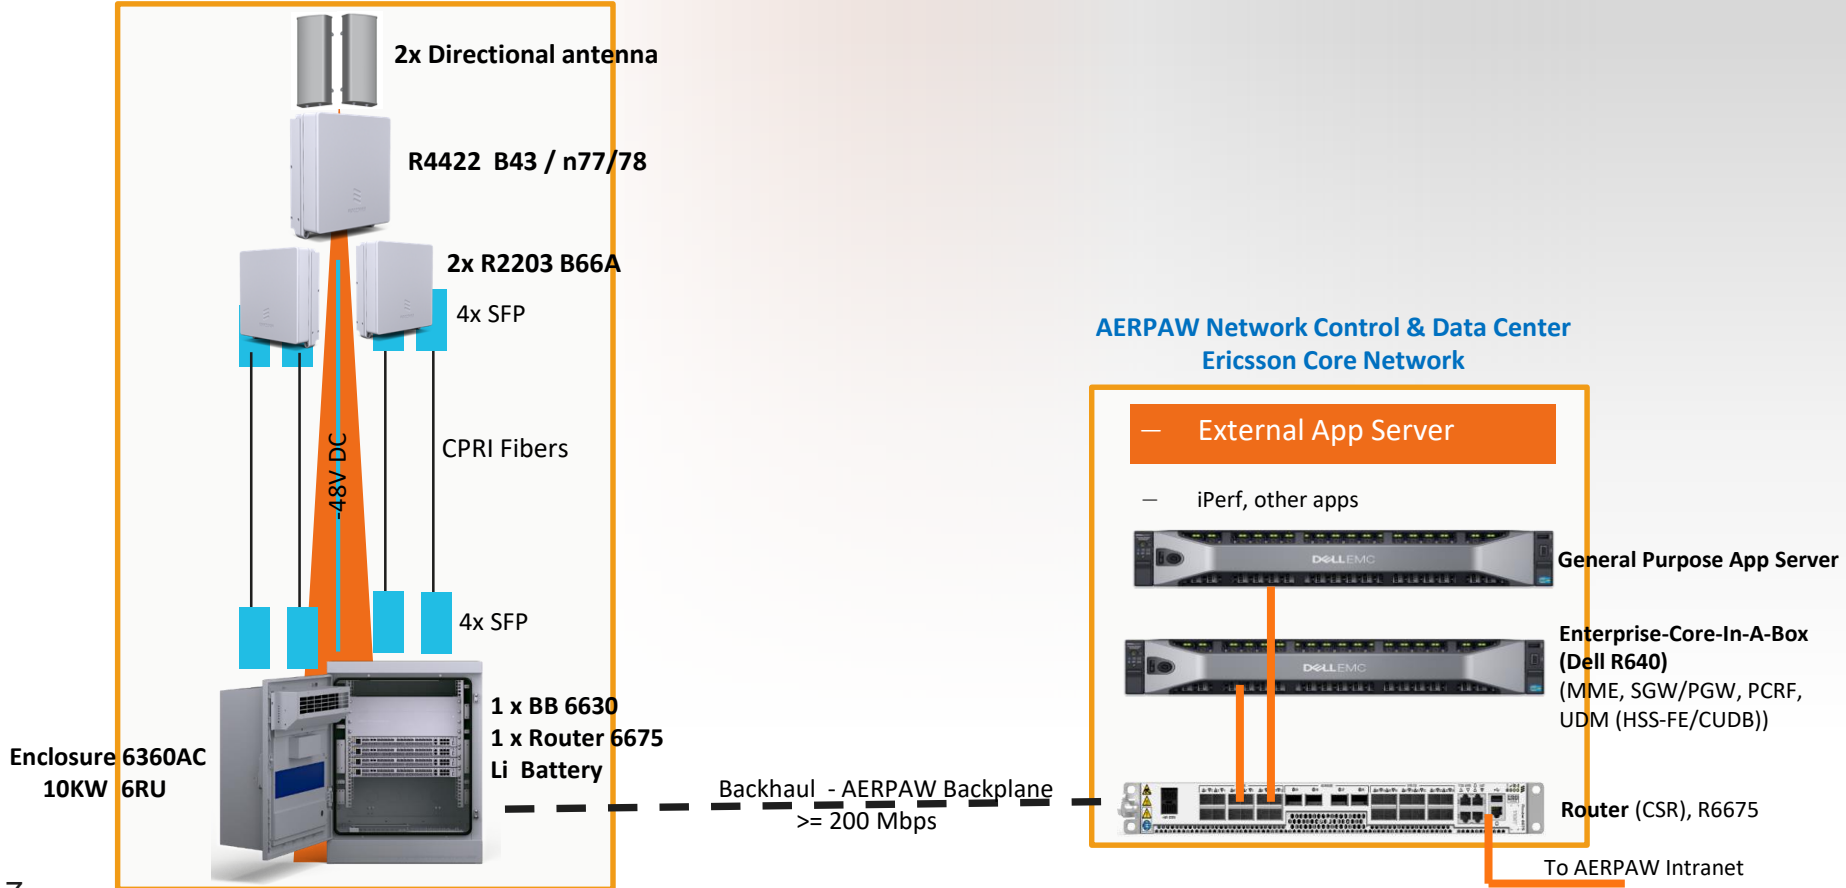 2x Directional antenna
R4422 B43 / n77/78
2x R2203 B66A
4x SFP
-48V DC
CPRI Fibers
4x SFP
1 x BB 6630
1 x Router 6675
Li Battery
Enclosure 6360AC
10KW 6RU
Backhaul - AERPAW Backplane
>= 200 Mbps
AERPAW Network Control & Data Center
Ericsson Core Network
— External App Server
— iPerf, other apps
DELLEMC
General Purpose App Server
DELLEMC
Enterprise-Core-In-A-Box
(Dell R640)
(MME, SGW/PGW, PCRF,
UDM (HSS-FE/CUDB))
Router (CSR), R6675
To AERPAW Intranet